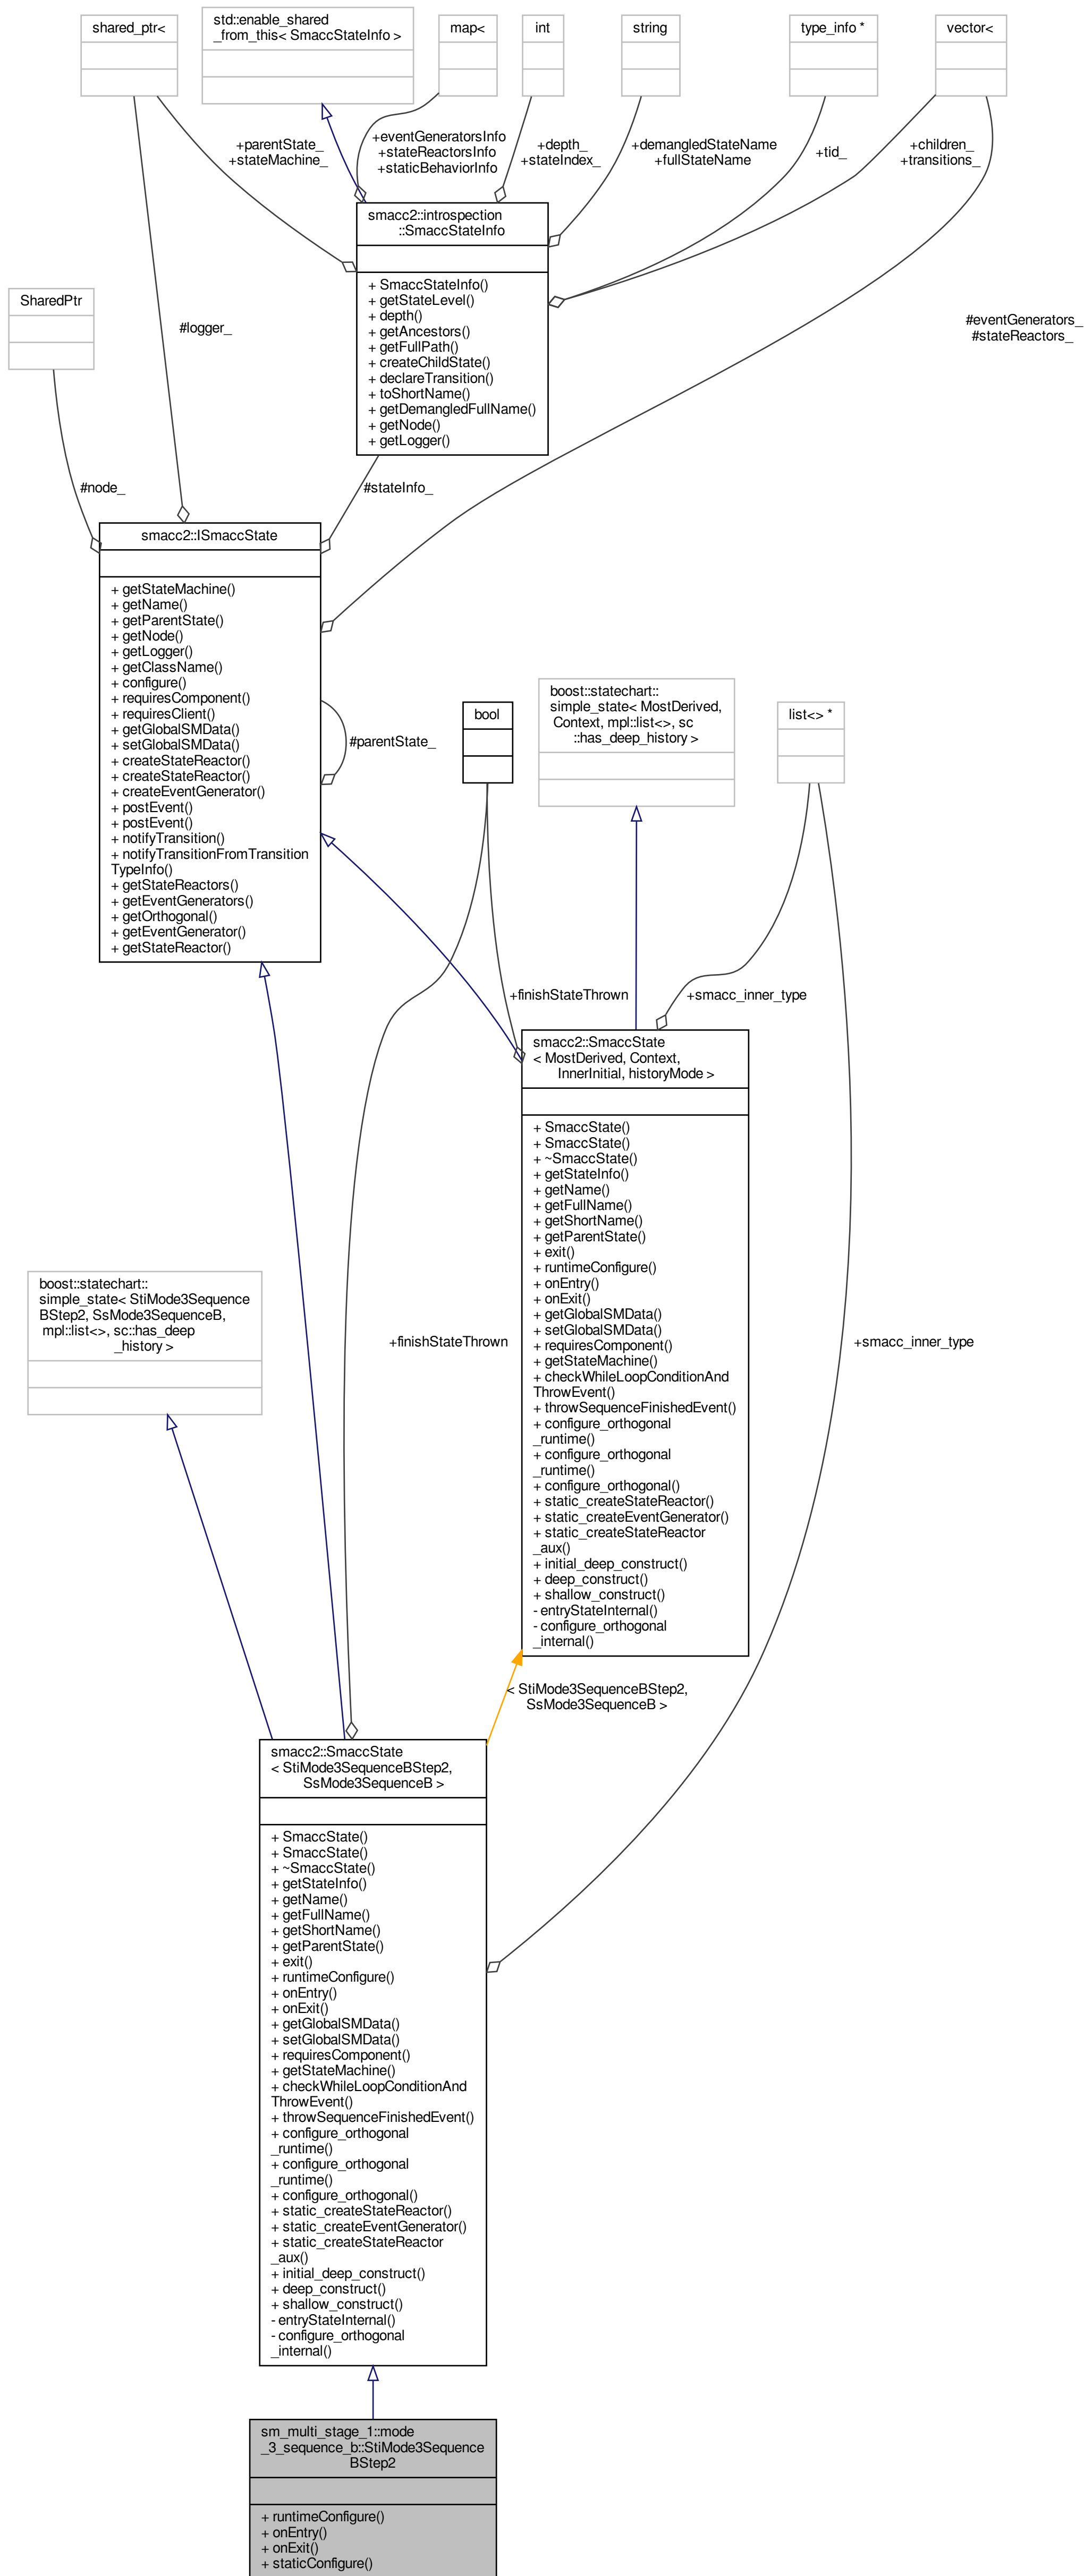 shared_ptr<
std::enable_shared
_from_this< SmaccStateInfo >
map<
int
string
type_info *
vector<
+parentState_
+stateMachine_
+eventGeneratorsInfo
+stateReactorsInfo
+staticBehaviorInfo
+depth_
+stateIndex_
+demangledStateName
+fullStateName
+tid_
+children_
+transitions_
smacc2::introspection
::SmaccStateInfo
+ SmaccStateInfo()
+ getStateLevel()
+ depth()
+ getAncestors()
+ getFullPath()
+ createChildState()
+ declareTransition()
+ toShortName()
+ getDemangledFullName()
+ getNode()
+ getLogger()
SharedPtr
#logger_
#eventGenerators_
#stateReactors_
#node_
#stateInfo_
smacc2::ISmaccState
+ getStateMachine()
+ getName()
+ getParentState()
+ getNode()
+ getLogger()
+ getClassName()
+ configure()
+ requiresComponent()
+ requiresClient()
+ getGlobalSMData()
+ setGlobalSMData()
+ createStateReactor()
+ createStateReactor()
+ createEventGenerator()
+ postEvent()
+ postEvent()
+ notifyTransition()
+ notifyTransitionFromTransition
TypeInfo()
+ getStateReactors()
+ getEventGenerators()
+ getOrthogonal()
+ getEventGenerator()
+ getStateReactor()
#parentState_
bool
boost::statechart::
simple_state< MostDerived,
Context, mpl::list<>, sc
::has_deep_history >
list<> *
+finishStateThrown
+smacc_inner_type
smacc2::SmaccState
< MostDerived, Context,
InnerInitial, historyMode >
+ SmaccState()
+ SmaccState()
+ ~SmaccState()
+ getStateInfo()
+ getName()
+ getFullName()
+ getShortName()
+ getParentState()
+ exit()
+ runtimeConfigure()
+ onEntry()
+ onExit()
+ getGlobalSMData()
+ setGlobalSMData()
+ requiresComponent()
+ getStateMachine()
+ checkWhileLoopConditionAnd
ThrowEvent()
+ throwSequenceFinishedEvent()
+ configure_orthogonal
_runtime()
+ configure_orthogonal
_runtime()
+ configure_orthogonal()
+ static_createStateReactor()
+ static_createEventGenerator()
+ static_createStateReactor
_aux()
+ initial_deep_construct()
+ deep_construct()
+ shallow_construct()
- entryStateInternal()
- configure_orthogonal
_internal()
boost::statechart::
simple_state< StiMode3Sequence
BStep2, SsMode3SequenceB,
mpl::list<>, sc::has_deep
_history >
+finishStateThrown
+smacc_inner_type
< StiMode3SequenceBStep2,
SsMode3SequenceB >
smacc2::SmaccState
< StiMode3SequenceBStep2,
SsMode3SequenceB >
+ SmaccState()
+ SmaccState()
+ ~SmaccState()
+ getStateInfo()
+ getName()
+ getFullName()
+ getShortName()
+ getParentState()
+ exit()
+ runtimeConfigure()
+ onEntry()
+ onExit()
+ getGlobalSMData()
+ setGlobalSMData()
+ requiresComponent()
+ getStateMachine()
+ checkWhileLoopConditionAnd
ThrowEvent()
+ throwSequenceFinishedEvent()
+ configure_orthogonal
_runtime()
+ configure_orthogonal
_runtime()
+ configure_orthogonal()
+ static_createStateReactor()
+ static_createEventGenerator()
+ static_createStateReactor
_aux()
+ initial_deep_construct()
+ deep_construct()
+ shallow_construct()
- entryStateInternal()
- configure_orthogonal
_internal()
sm_multi_stage_1::mode
_3_sequence_b::StiMode3Sequence
BStep2
+ runtimeConfigure()
+ onEntry()
+ onExit()
+ staticConfigure()